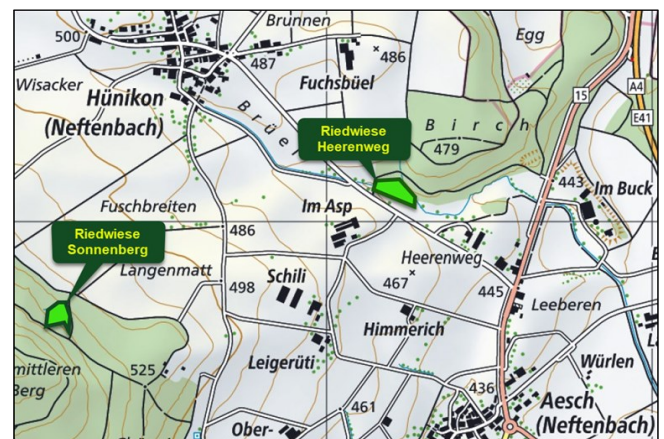 500
Brunnen
Egg
487
486
Wisacker
Fuchsbüel
Hünikon
(Neftenbach)
15
A4
E41
Brüel
Birch
479
Riedwiese
Heerenweg
443
Im Buck
Fuschbreiten
Im Asp
486
Riedwiese
Sonnenberg
Langenmatt
Schili
Heerenweg
467
498
445
Leeberen
Himmerich
mittleren
Berg
525
Leigerüti
Würlen
436
Aesch
(Neftenbach)
461
Ober-